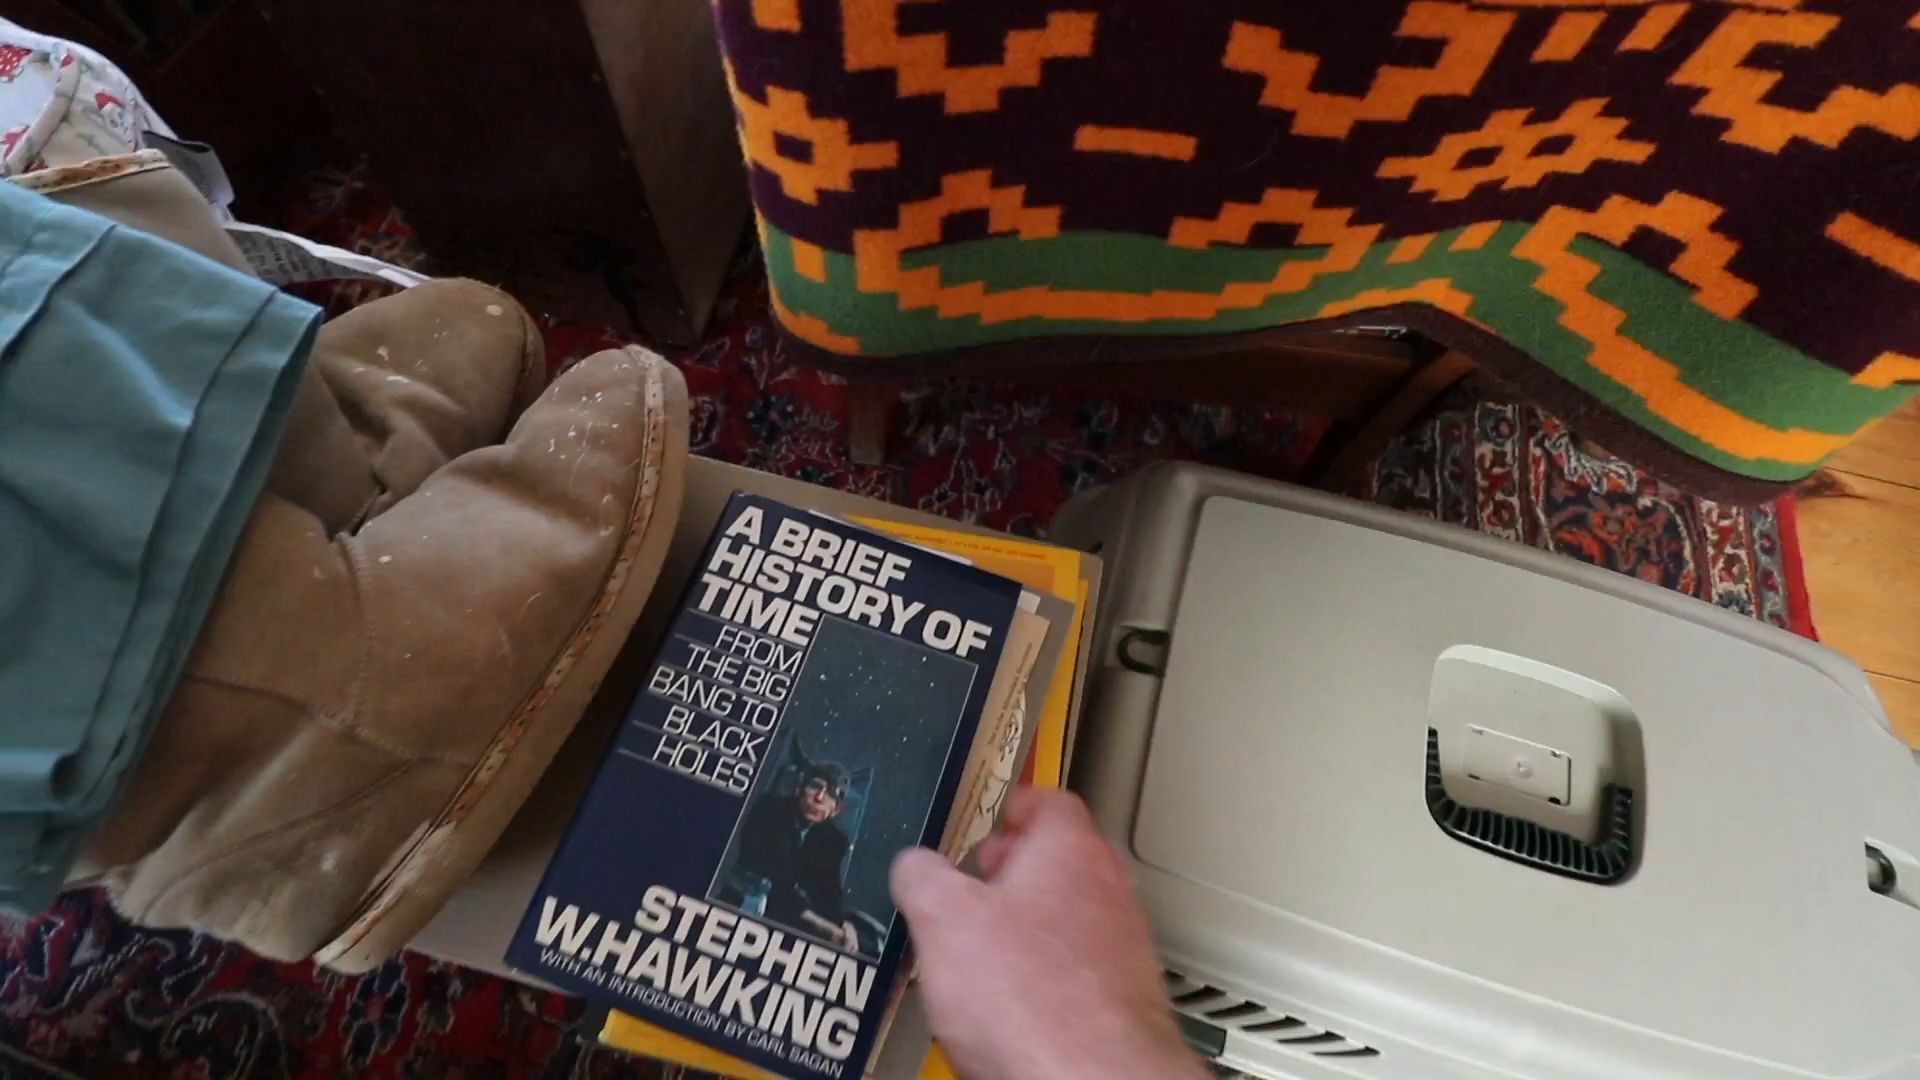 A BRIEF
HISTORY OF
TIME
FROM
THE BIG
BANG TO
BLACK
HOLES
STEPHEN
W. HAWKING
WITH AN INTRODUCTION BY CARL SAGAN